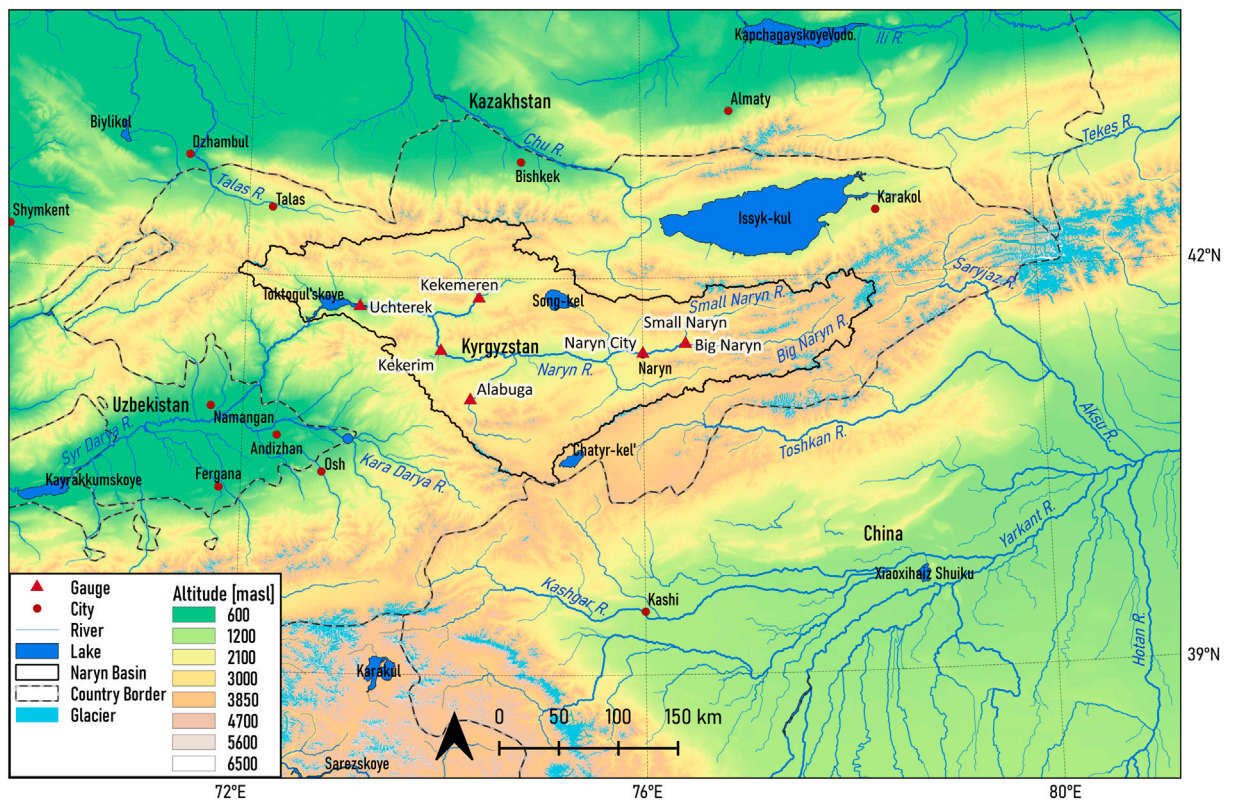 KapchagayskoyeVodo.
Ili R.
Kazakhstan
Almaty
Biylikol
Dzhambul
Chu R.
Tekes R.
Bishkek
Talas R.
Talas
Karakol
Shymkent
Issyk-kul
42°N
Saryjaz R.
Kekemeren
Toktogul'skoye
Uchterek
Song-kel
Small Naryn R.
Small Naryn
Big Naryn R.
Naryn City
Big Naryn
Kyrgyzstan
Kekerim
Naryn R.
Naryn
Alabuga
Uzbekistan
Namangan
Aksu R.
Syr Darya R.
Andizhan
Toshkan R.
Chatyr-kel'
Osh
Kara Darya R.
Fergana
Kayrakkumskoye
China
Yarkant R.
Xiaoxihaiz Shuiku
Kashgar R.
Kashi
Hotan R.
39°N
Karakul
Sarezskoye
Gauge
City
River
Lake
Naryn Basin
Country Border
Glacier
Altitude [masl]
600
1200
2100
3000
3850
4700
5600
6500
0 50 100 150 km
72°E
76°E
80°E